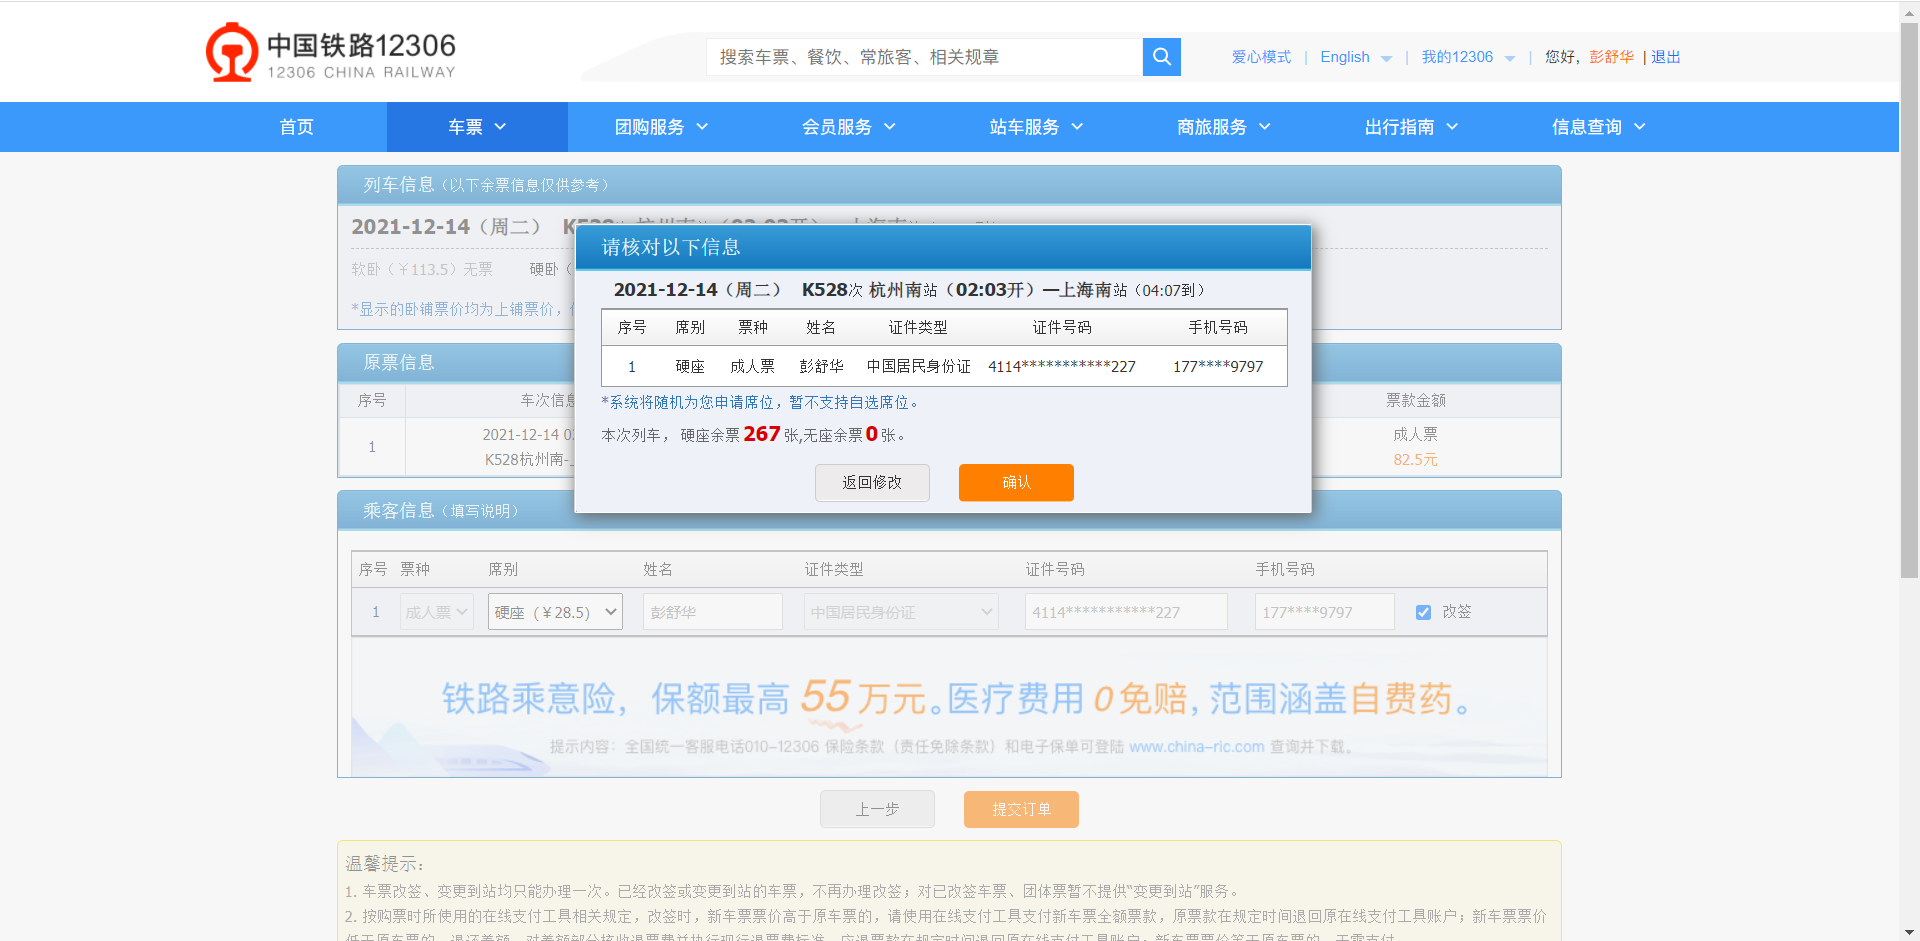 中国铁路12306
12306 CHINA RAILWAY
搜索车票、餐饮、常旅客、相关规章
爱心模式 | English | 我的12306 | 您好，彭舒华 | 退出
首页 车票 团购服务 会员服务 站车服务 商旅服务 出行指南 信息查询
列车信息（以下余票信息仅供参考）
2021-12-14（周二）
软卧（￥113.5）无票 硬卧（
*显示的卧铺票价均为上铺票价，
请核对以下信息
2021-12-14（周二） K528次 杭州南站（02:03开）—上海南站（04:07到）
序号 席别 票种 姓名 证件类型 证件号码 手机号码
1 硬座 成人票 彭舒华 中国居民身份证 4114***********227 177****9797
*系统将随机为您申请席位，暂不支持自选席位。
本次列车， 硬座余票 267 张,无座余票 0 张。
返回修改 确认
原票信息
序号 车次信息 票款金额
1 2021-12-14 0 成人票
K528杭州南- 82.5元
乘客信息（填写说明）
序号 票种 席别 姓名 证件类型 证件号码 手机号码
1 成人票 硬座（￥28.5） 彭舒华 中国居民身份证 4114***********227 177****9797 改签
铁路乘意险，保额最高55万元。医疗费用0免赔，范围涵盖自费药。
提示内容：全国统一客服电话010-12306 保险条款（责任免除条款）和电子保单可登陆 www.china-ric.com 查询并下载。
上一步 提交订单
温馨提示：
1. 车票改签、变更到站均只能办理一次。已经改签或变更到站的车票，不再办理改签；对已改签车票、团体票暂不提供“变更到站”服务。
2. 按购票时所使用的在线支付工具相关规定，改签时，新车票票价高于原车票的，请使用在线支付工具支付新车票全额票款，原票款在规定时间退回原在线支付工具账户；新车票票价